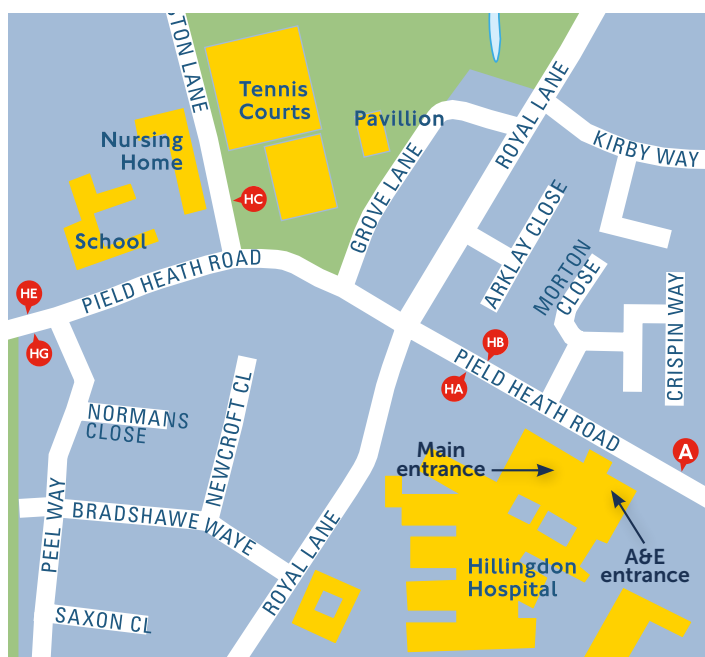 STON LANE
Tennis
Courts
Pavillion
ROYAL LANE
KIRBY WAY
Nursing
Home
GROVE LANE
HC
School
ARKLAY CLOSE
MORTON
CLOSE
PIELD HEATH ROAD
HE
HG
CRISPIN WAY
HB
HA
PIELD HEATH ROAD
NEWCROFT CL
NORMANS
CLOSE
A
Main
entrance
PEEL WAY
BRADSHAWE WAYE
ROYAL LANE
A&E
entrance
Hillingdon
Hospital
SAXON CL